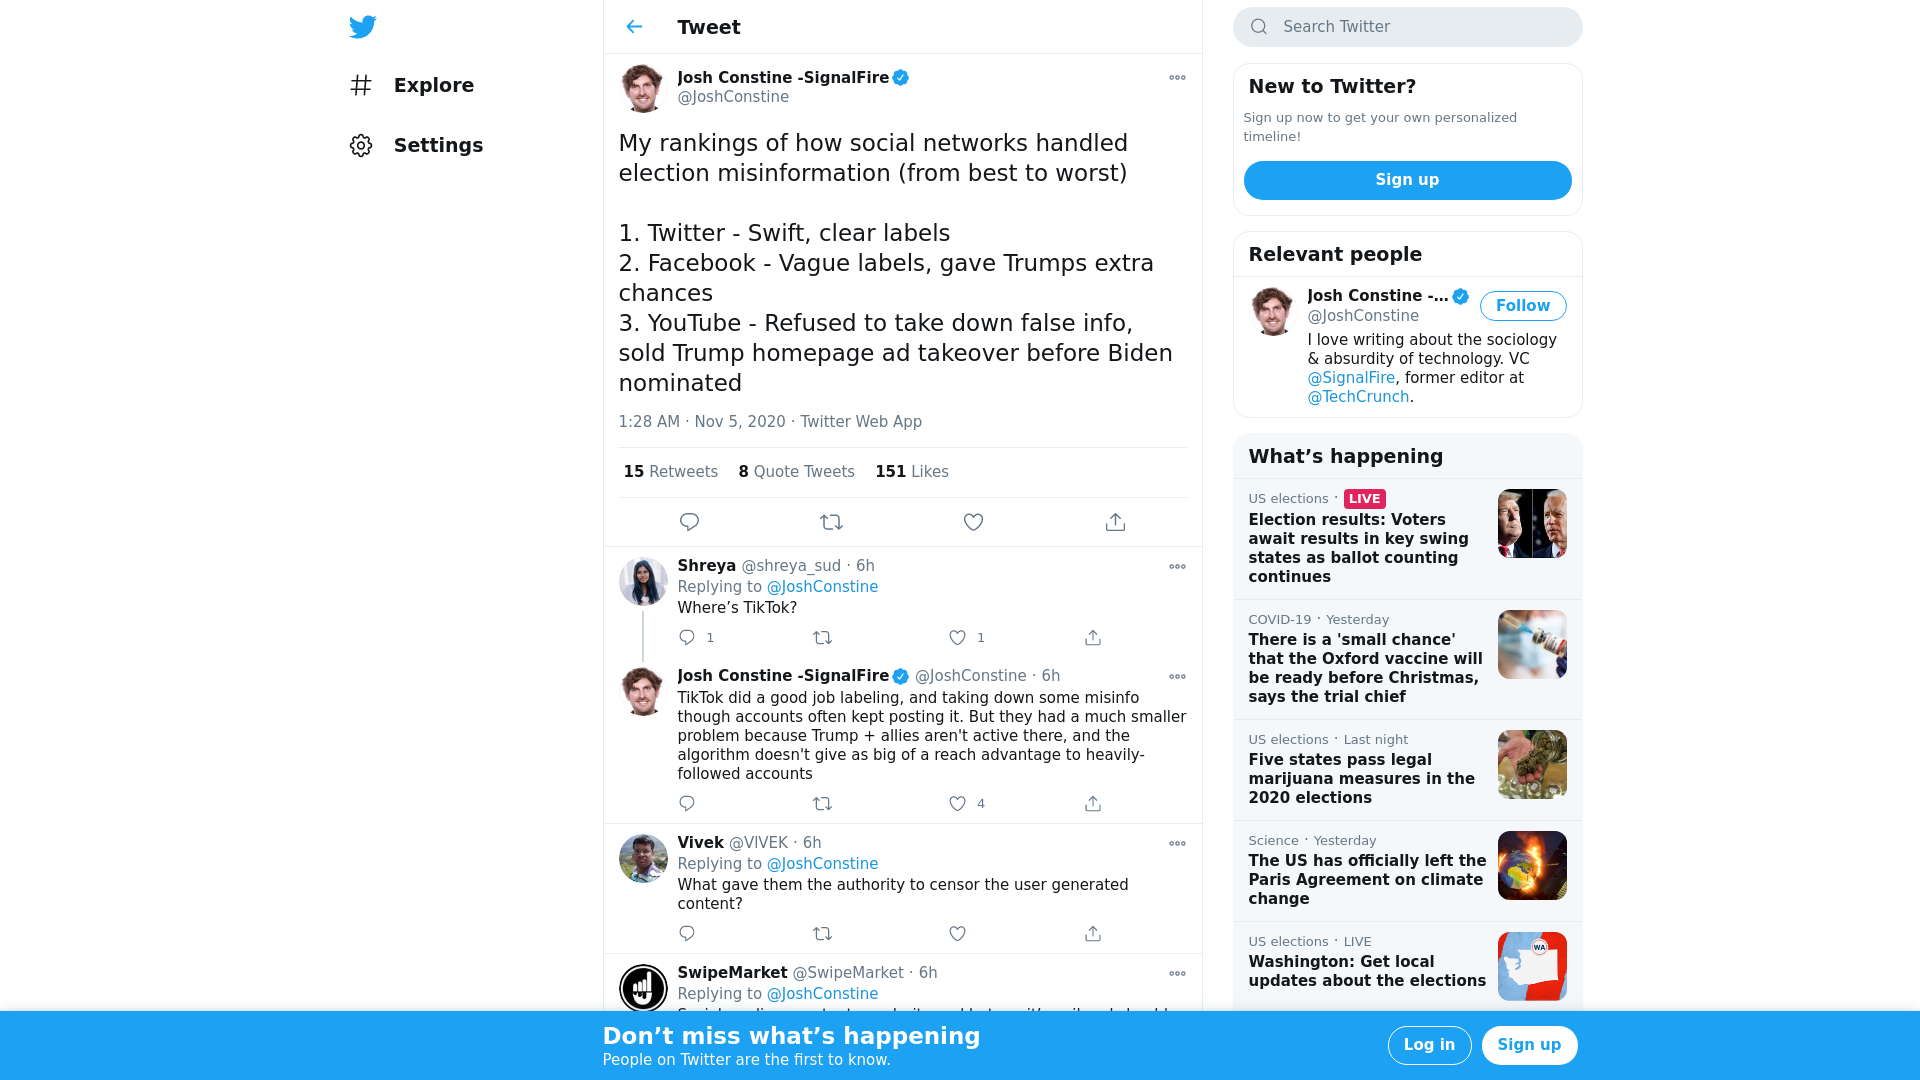 Explore
Settings
Tweet
Josh Constine -SignalFire
@JoshConstine
My rankings of how social networks handled
election misinformation (from best to worst)
1. Twitter - Swift, clear labels
2. Facebook - Vague labels, gave Trumps extra
chances
3. YouTube - Refused to take down false info,
sold Trump homepage ad takeover before Biden
nominated
1:28 AM · Nov 5, 2020 · Twitter Web App
15 Retweets 8 Quote Tweets 151 Likes
Shreya @shreya_sud · 6h
Replying to @JoshConstine
Where’s TikTok?
1 1
Josh Constine -SignalFire @JoshConstine · 6h
TikTok did a good job labeling, and taking down some misinfo
though accounts often kept posting it. But they had a much smaller
problem because Trump + allies aren't active there, and the
algorithm doesn't give as big of a reach advantage to heavily-
followed accounts
4
Vivek @VIVEK · 6h
Replying to @JoshConstine
What gave them the authority to censor the user generated
content?
SwipeMarket @SwipeMarket · 6h
Replying to @JoshConstine
Search Twitter
New to Twitter?
Sign up now to get your own personalized
timeline!
Sign up
Relevant people
Josh Constine -...
@JoshConstine
Follow
I love writing about the sociology
& absurdity of technology. VC
@SignalFire, former editor at
@TechCrunch.
What’s happening
US elections · LIVE
Election results: Voters
await results in key swing
states as ballot counting
continues
COVID-19 · Yesterday
There is a 'small chance'
that the Oxford vaccine will
be ready before Christmas,
says the trial chief
US elections · Last night
Five states pass legal
marijuana measures in the
2020 elections
Science · Yesterday
The US has officially left the
Paris Agreement on climate
change
US elections · LIVE
Washington: Get local
updates about the elections
WA
Don’t miss what’s happening
People on Twitter are the first to know.
Log in
Sign up